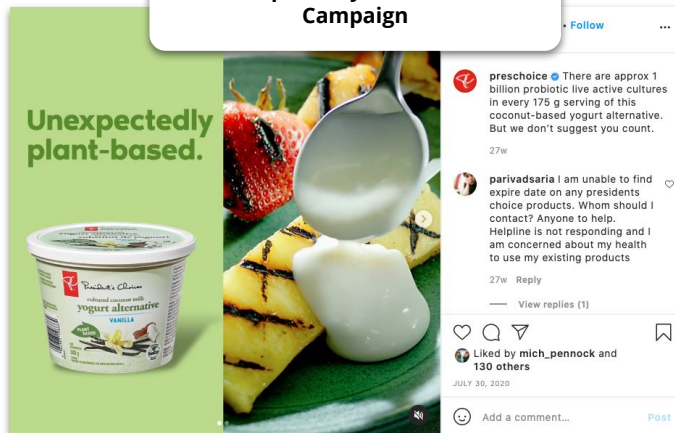 Campaign
• Follow
...
Unexpectedly
plant-based.
preschoice There are approx 1
billion probiotic live active cultures
in every 175 g serving of this
coconut-based yogurt alternative.
But we don't suggest you count.
27w
parivadsaria I am unable to find
expire date on any presidents
choice products. Whom should I
contact? Anyone to help.
Helpline is not responding and I
am concerned about my health
to use my existing products
27w Reply
View replies (1)
President's Choice
cultured coconut milk
yogurt alternative
VANILLA
PLANT
BASED
Liked by mich_pennock and
130 others
JULY 30, 2020
Add a comment...
Post